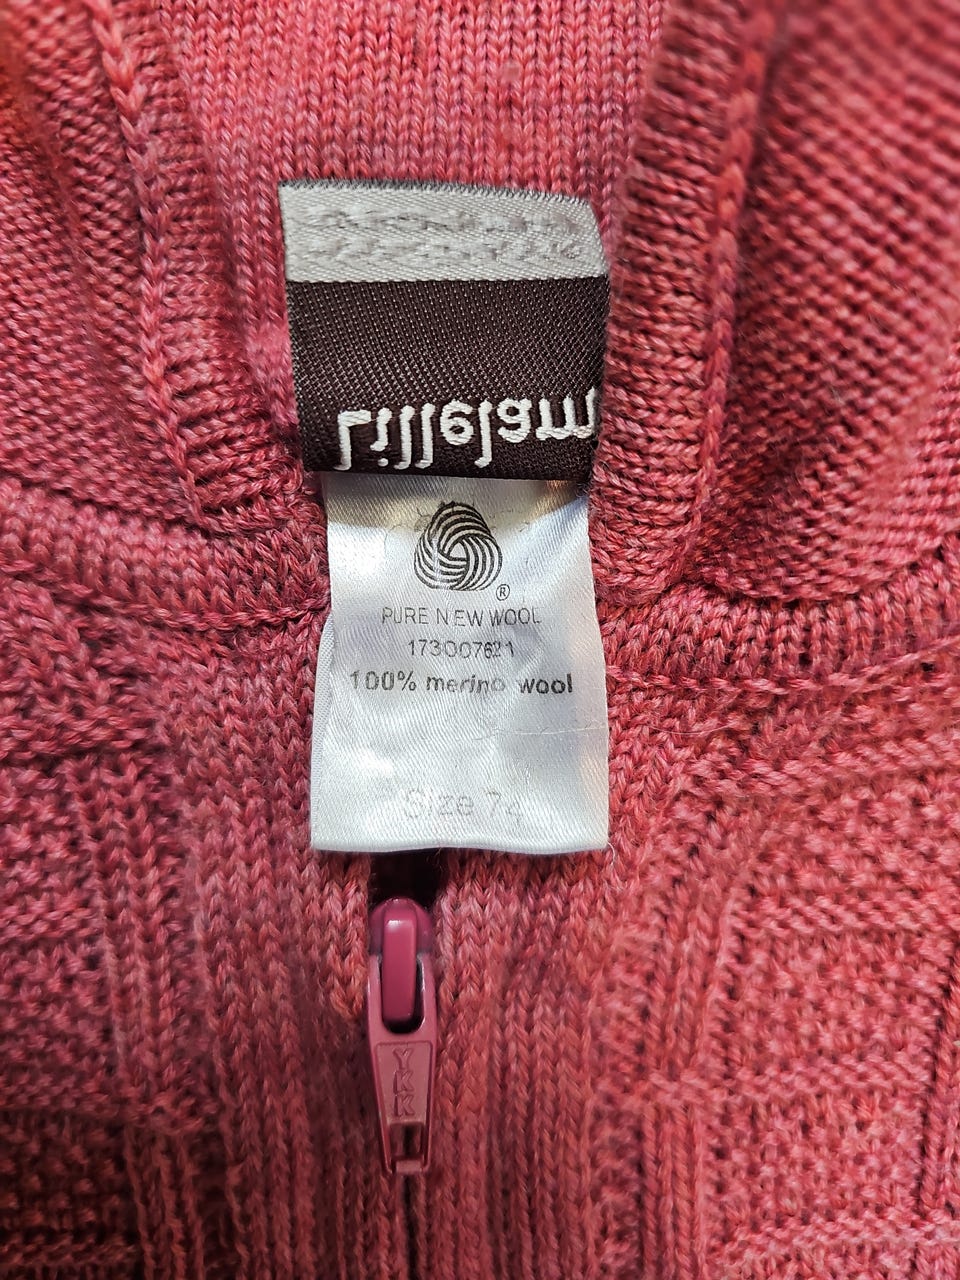 Lillelam
®
PURE NEW WOOL
173007621
100% merino wool
Size 74
YKK